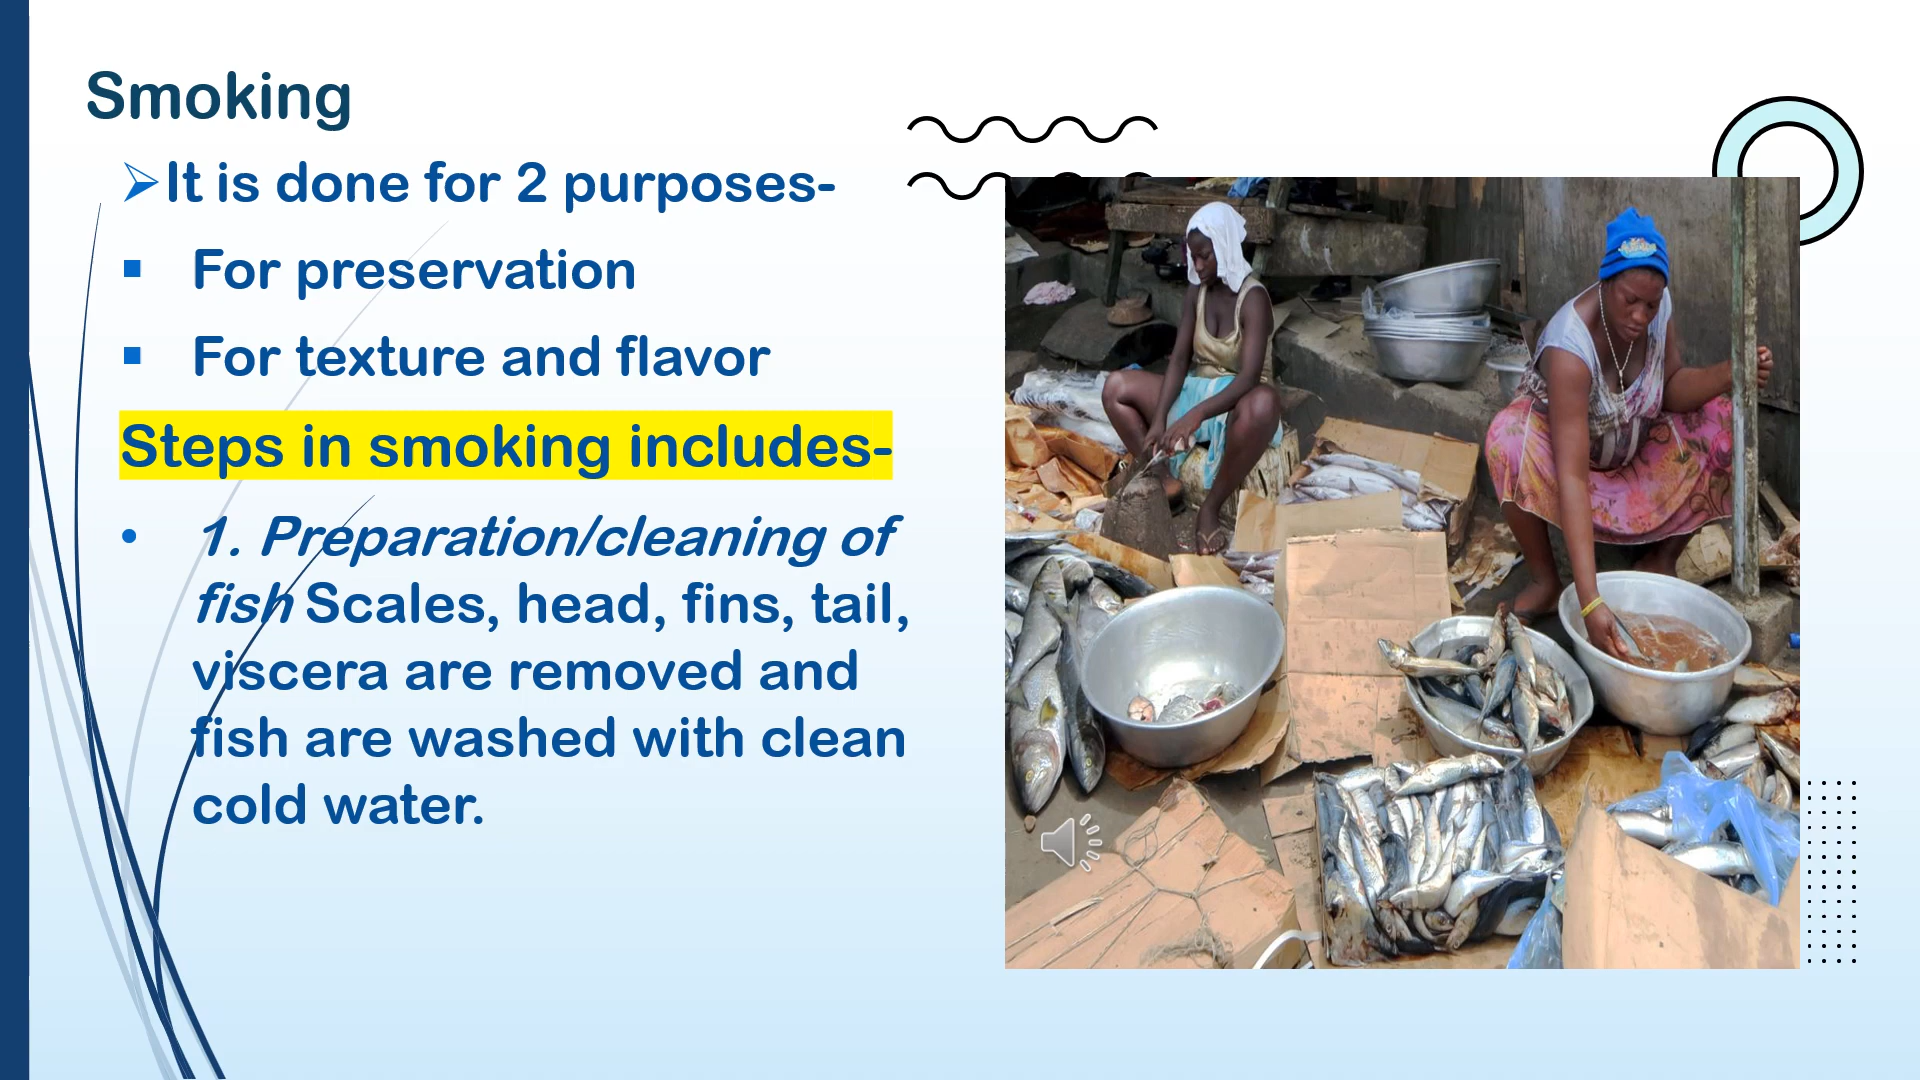 Smoking
It is done for 2 purposes-
For preservation
For texture and flavor
Steps in smoking includes-
1. Preparation/cleaning of
fish Scales, head, fins, tail,
viscera are removed and
fish are washed with clean
cold water.